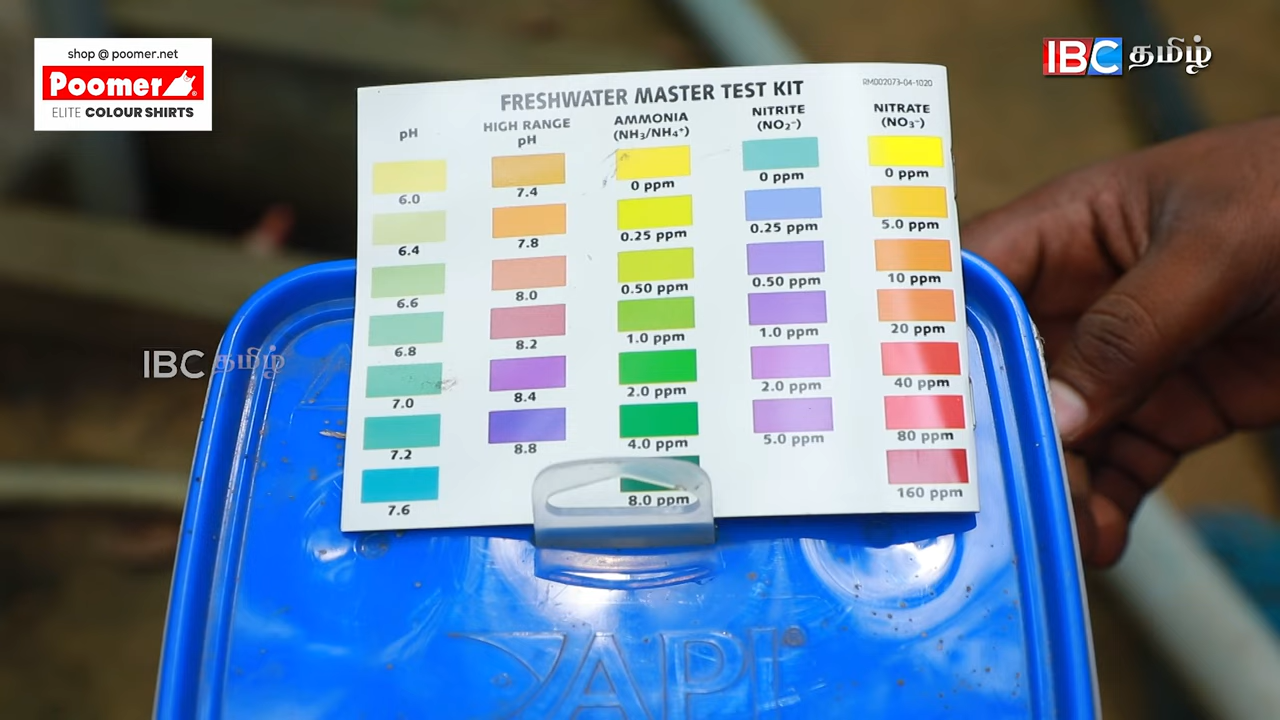 shop @ poomer.net
Poomer
ELITE COLOUR SHIRTS
IBC தமிழ்
RM002073-04-1020
FRESHWATER MASTER TEST KIT
pH
6.0
6.4
6.6
6.8
7.0
7.2
7.6
HIGH RANGE
pH
7.4
7.8
8.0
8.2
8.4
8.8
AMMONIA
(NH₃/NH₄⁺)
0 ppm
0.25 ppm
0.50 ppm
1.0 ppm
2.0 ppm
4.0 ppm
8.0 ppm
NITRITE
(NO₂⁻)
0 ppm
0.25 ppm
0.50 ppm
1.0 ppm
2.0 ppm
5.0 ppm
NITRATE
(NO₃⁻)
0 ppm
5.0 ppm
10 ppm
20 ppm
40 ppm
80 ppm
160 ppm
IBC தமிழ்
API®